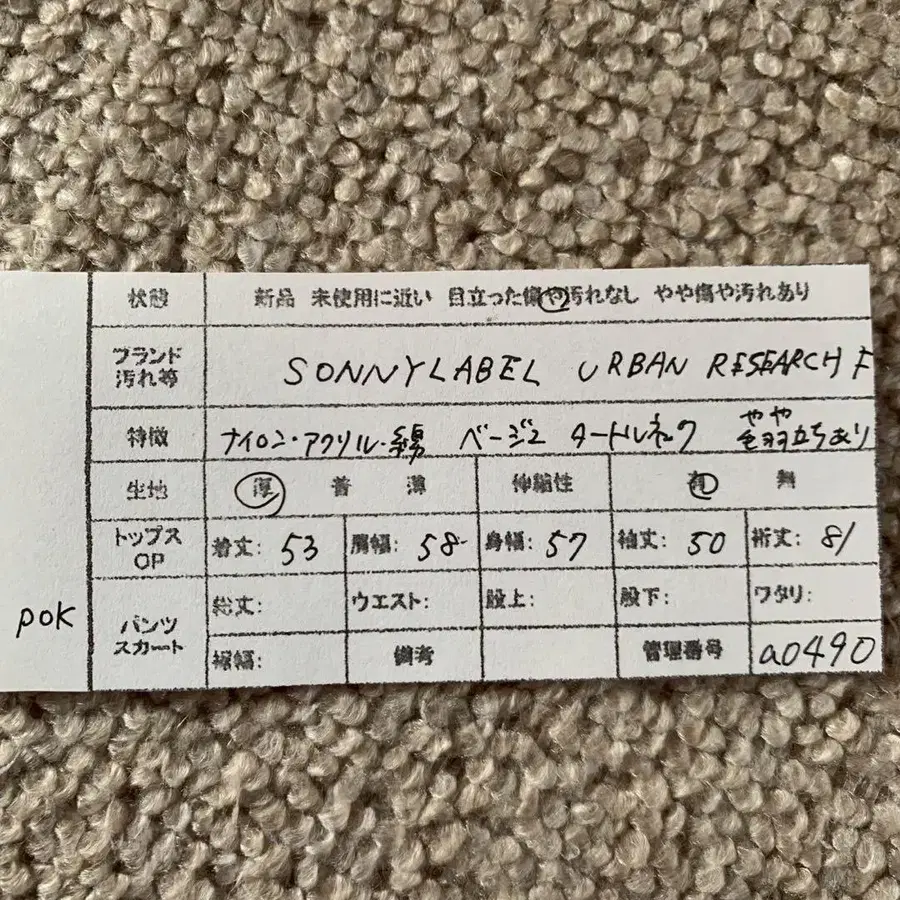 状態 新品 未使用に近い 目立った傷や汚れなし やや傷や汚れあり
ブランド
汚れ等 SONNYLABEL URBAN RESEARCH F
特徴 ナイロン・アクリル・ ベージュ タートルネック やや
毛羽立ちあり
生地 厚 普 薄 伸縮性 有 無
トップス
OP 着丈: 53 肩幅: 58 身幅: 57 袖丈: 50 裄丈: 81
パンツ
スカート 総丈: ウエスト: 股上: 股下: ワタリ:
裾幅: 備考 管理番号 a0490
pok